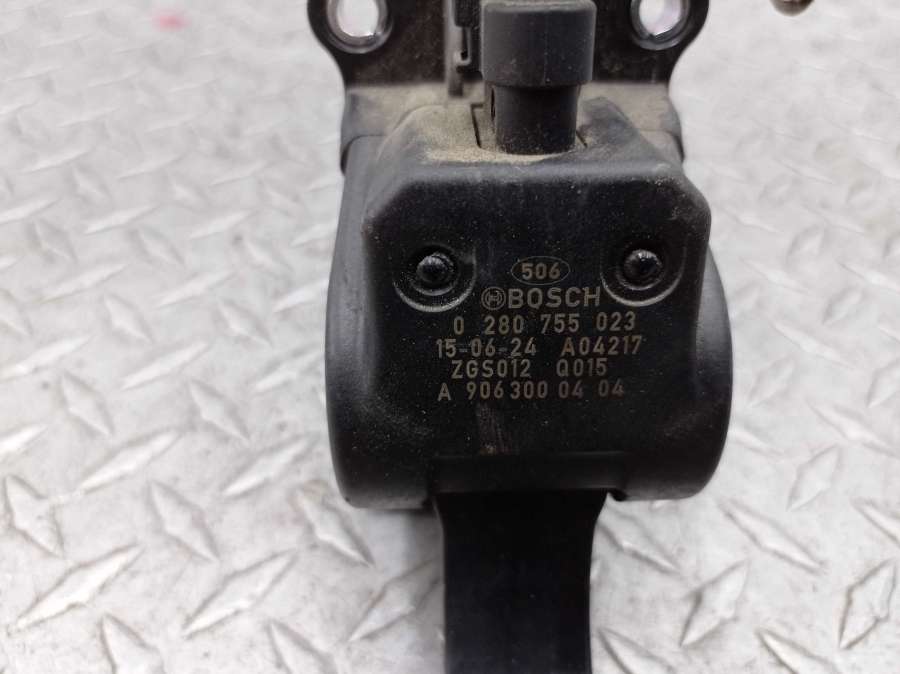 506
BOSCH
0 280 755 023
15-06-24 A04217
ZGS012 Q015
A 906 300 04 04